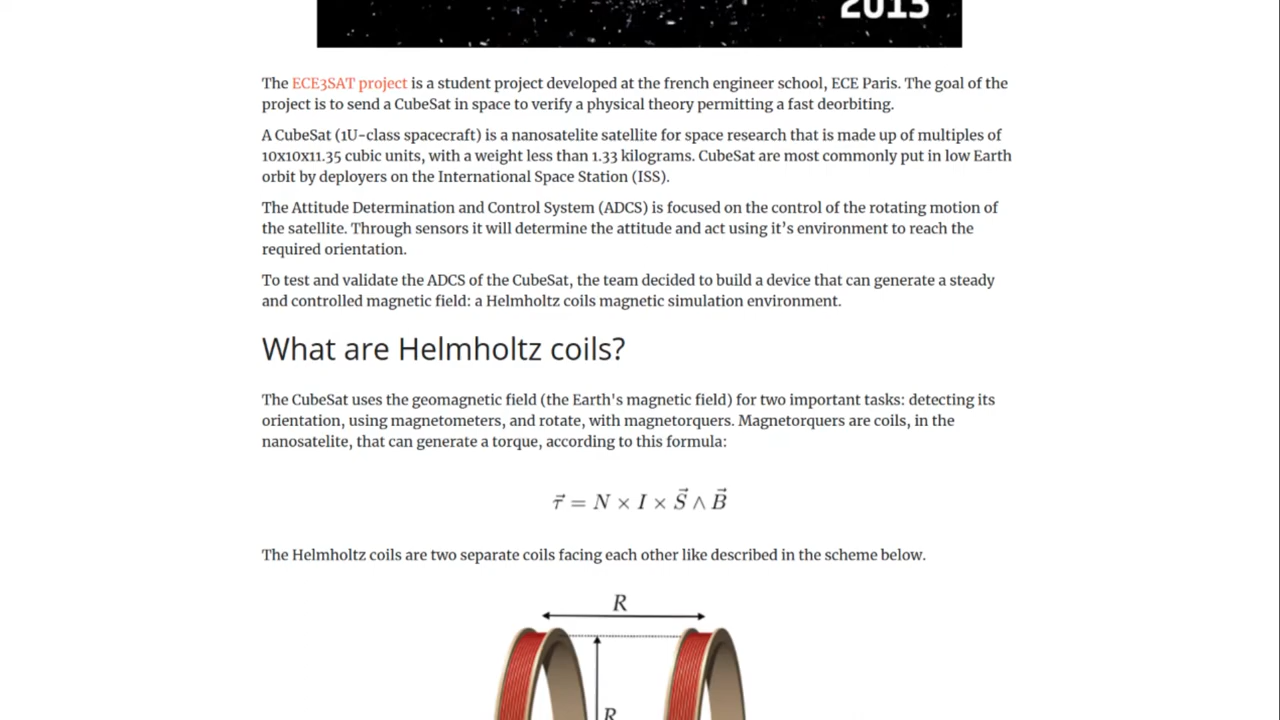 2013
The ECE3SAT project is a student project developed at the french engineer school, ECE Paris. The goal of the
project is to send a CubeSat in space to verify a physical theory permitting a fast deorbiting.
A CubeSat (1U-class spacecraft) is a nanosatelite satellite for space research that is made up of multiples of
10x10x11.35 cubic units, with a weight less than 1.33 kilograms. CubeSat are most commonly put in low Earth
orbit by deployers on the International Space Station (ISS).
The Attitude Determination and Control System (ADCS) is focused on the control of the rotating motion of
the satellite. Through sensors it will determine the attitude and act using it's environment to reach the
required orientation.
To test and validate the ADCS of the CubeSat, the team decided to build a device that can generate a steady
and controlled magnetic field: a Helmholtz coils magnetic simulation environment.
What are Helmholtz coils?
The CubeSat uses the geomagnetic field (the Earth's magnetic field) for two important tasks: detecting its
orientation, using magnetometers, and rotate, with magnetorquers. Magnetorquers are coils, in the
nanosatelite, that can generate a torque, according to this formula:
τ⃗ = N × I × S⃗ ∧ B⃗
The Helmholtz coils are two separate coils facing each other like described in the scheme below.
R
R